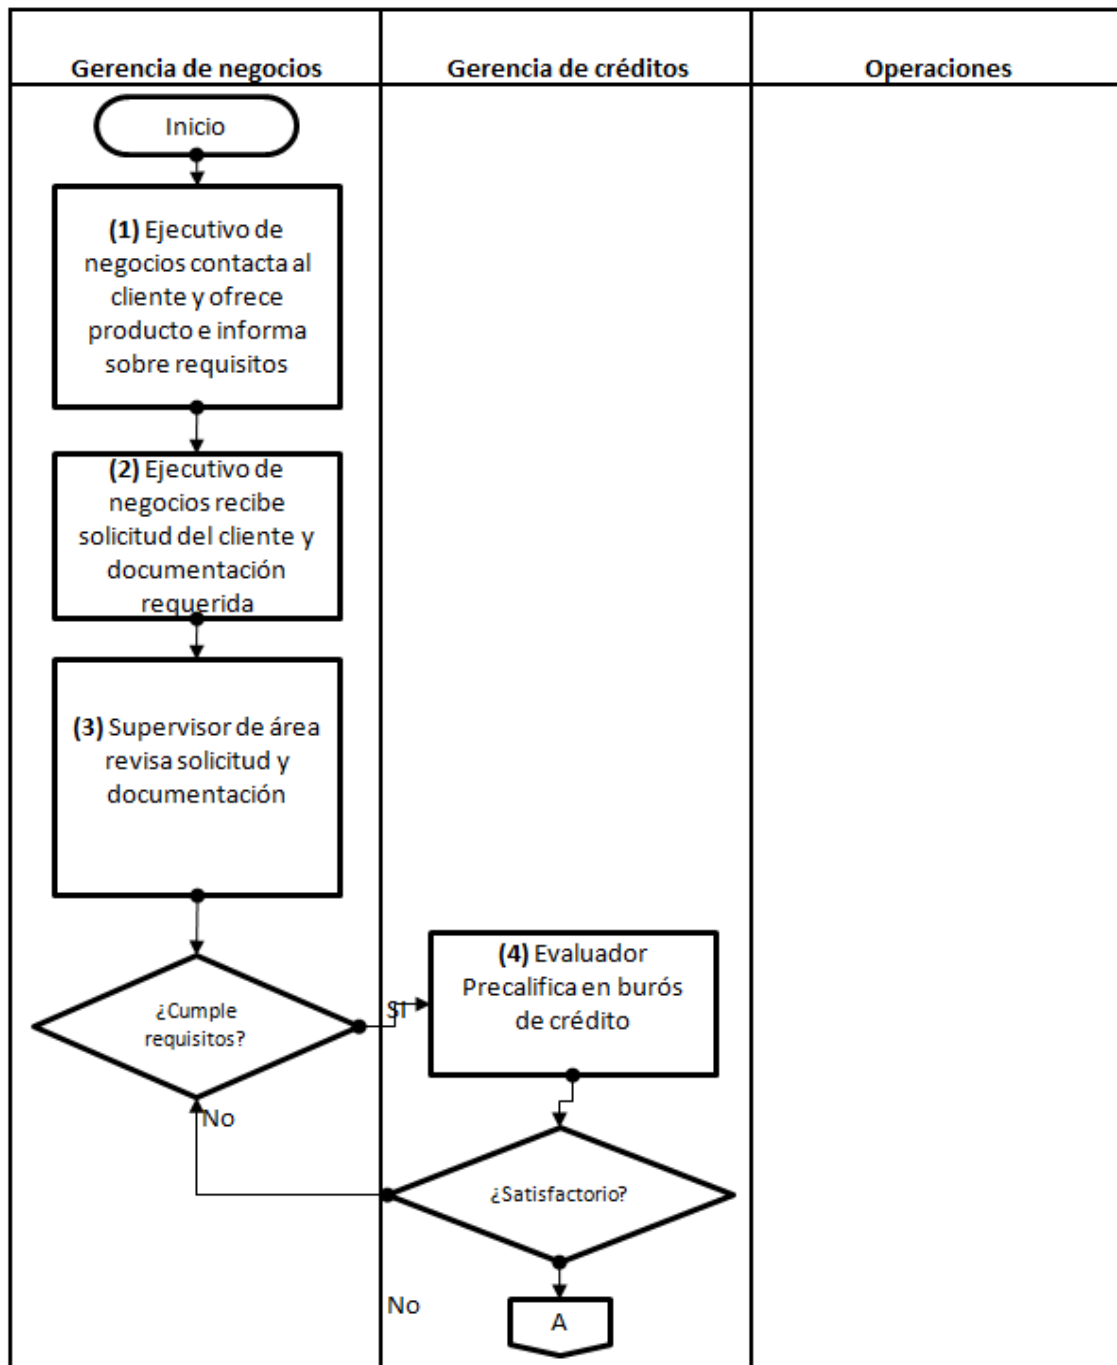 Gerencia de negocios
Gerencia de créditos
Operaciones
Inicio
(1) Ejecutivo de
negocios contacta al
cliente y ofrece
producto e informa
sobre requisitos
(2) Ejecutivo de
negocios recibe
solicitud del cliente y
documentación
requerida
(3) Supervisor de área
revisa solicitud y
documentación
¿Cumple
requisitos?
SI
(4) Evaluador
Precalifica en burós
de crédito
No
¿Satisfactorio?
No
A